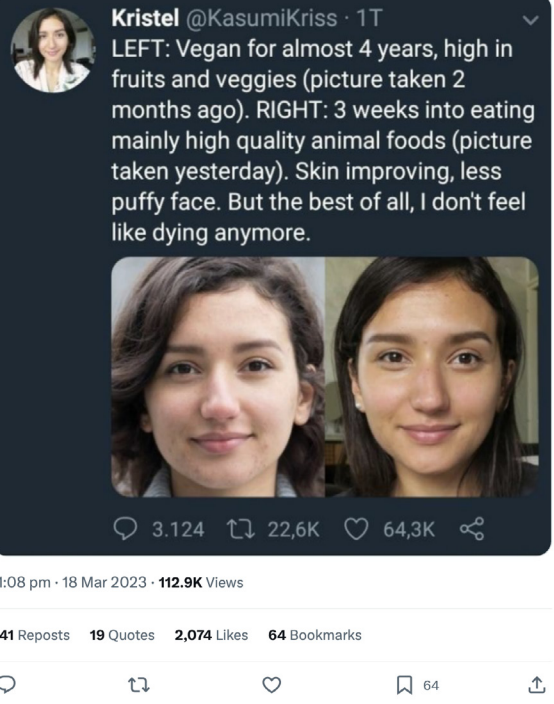 Kristel @KasumiKriss · 1T
LEFT: Vegan for almost 4 years, high in
fruits and veggies (picture taken 2
months ago). RIGHT: 3 weeks into eating
mainly high quality animal foods (picture
taken yesterday). Skin improving, less
puffy face. But the best of all, I don't feel
like dying anymore.
3.124 22,6K 64,3K
1:08 pm · 18 Mar 2023 · 112.9K Views
41 Reposts 19 Quotes 2,074 Likes 64 Bookmarks
64